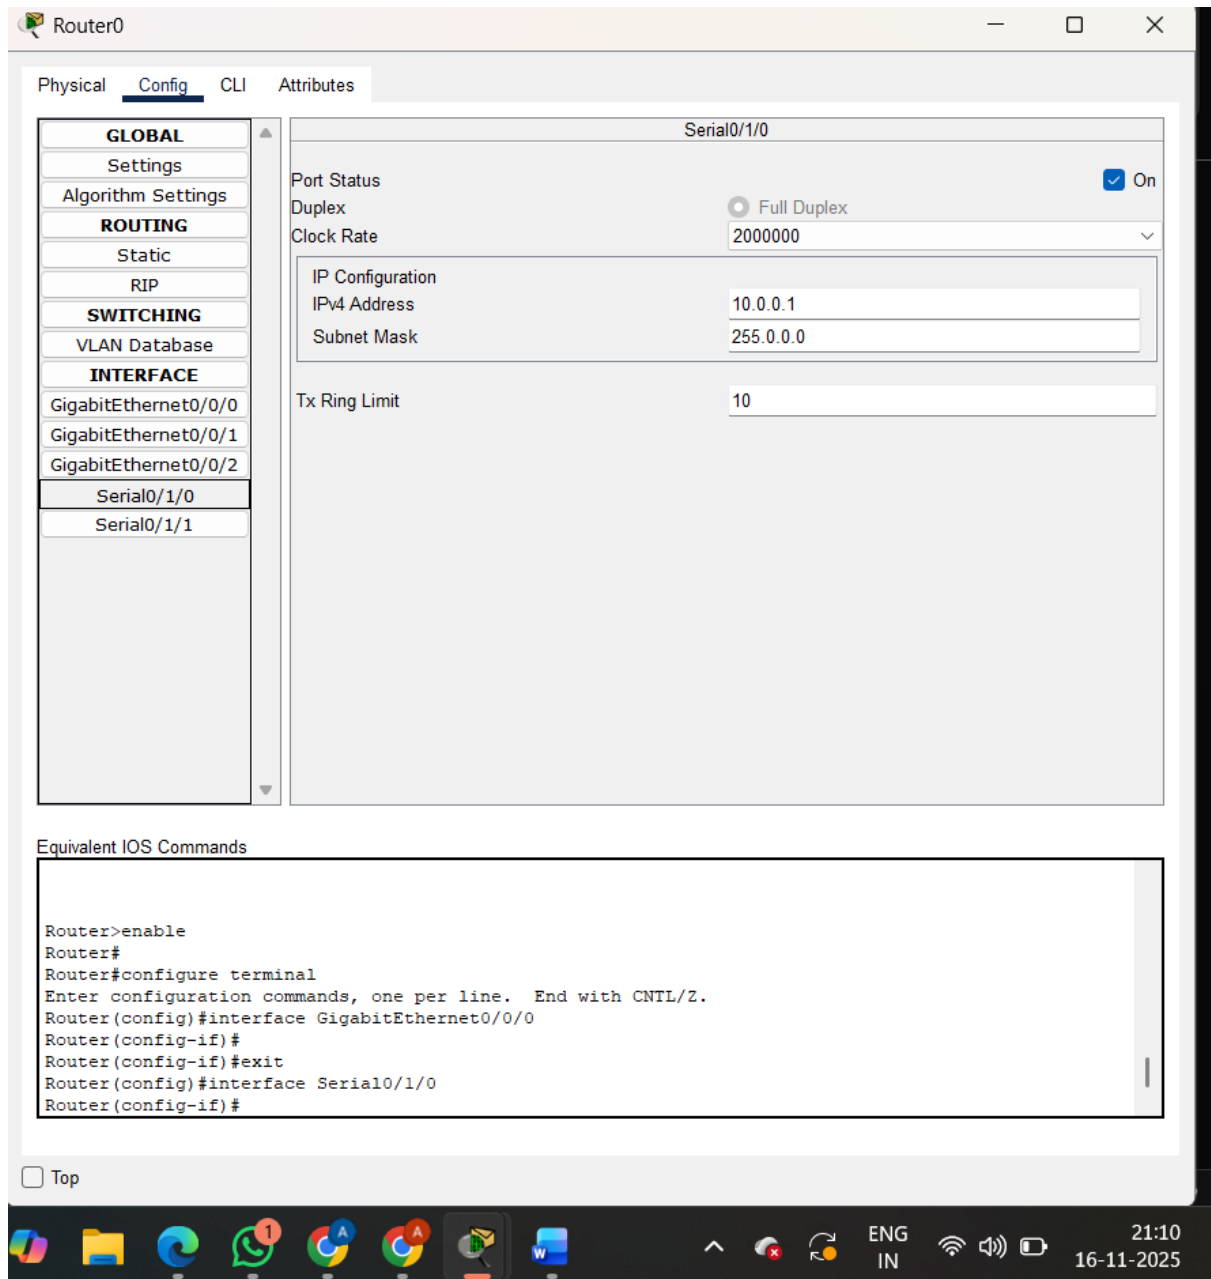 Router0
Physical Config CLI Attributes
GLOBAL
Settings
Algorithm Settings
ROUTING
Static
RIP
SWITCHING
VLAN Database
INTERFACE
GigabitEthernet0/0/0
GigabitEthernet0/0/1
GigabitEthernet0/0/2
Serial0/1/0
Serial0/1/1
Serial0/1/0
Port Status On
Duplex Full Duplex
Clock Rate 2000000
IP Configuration
IPv4 Address 10.0.0.1
Subnet Mask 255.0.0.0
Tx Ring Limit 10
Equivalent IOS Commands
Router>enable
Router#
Router#configure terminal
Enter configuration commands, one per line.  End with CNTL/Z.
Router(config)#interface GigabitEthernet0/0/0
Router(config-if)#
Router(config-if)#exit
Router(config)#interface Serial0/1/0
Router(config-if)#
Top
1
A
A
W
ENG
IN
21:10
16-11-2025